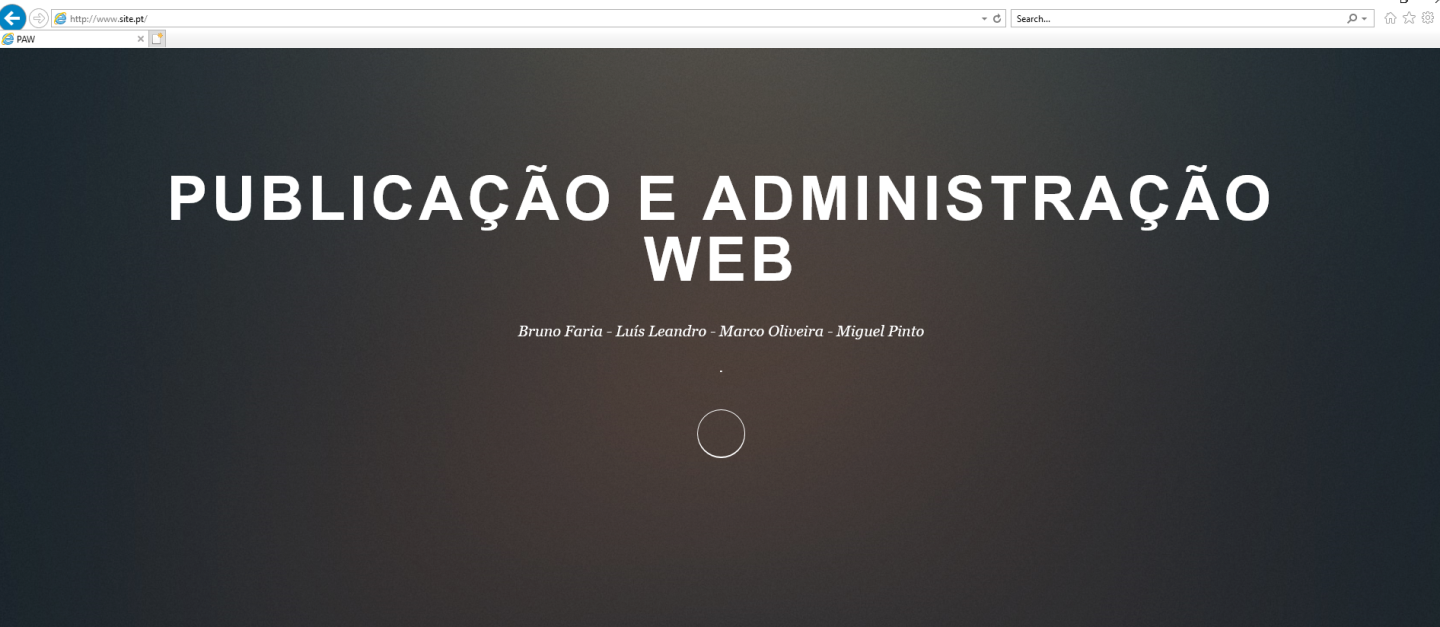 http://www.site.pt/
Search...
PAW
PUBLICAÇÃO E ADMINISTRAÇÃO
WEB
Bruno Faria - Luís Leandro - Marco Oliveira - Miguel Pinto
.